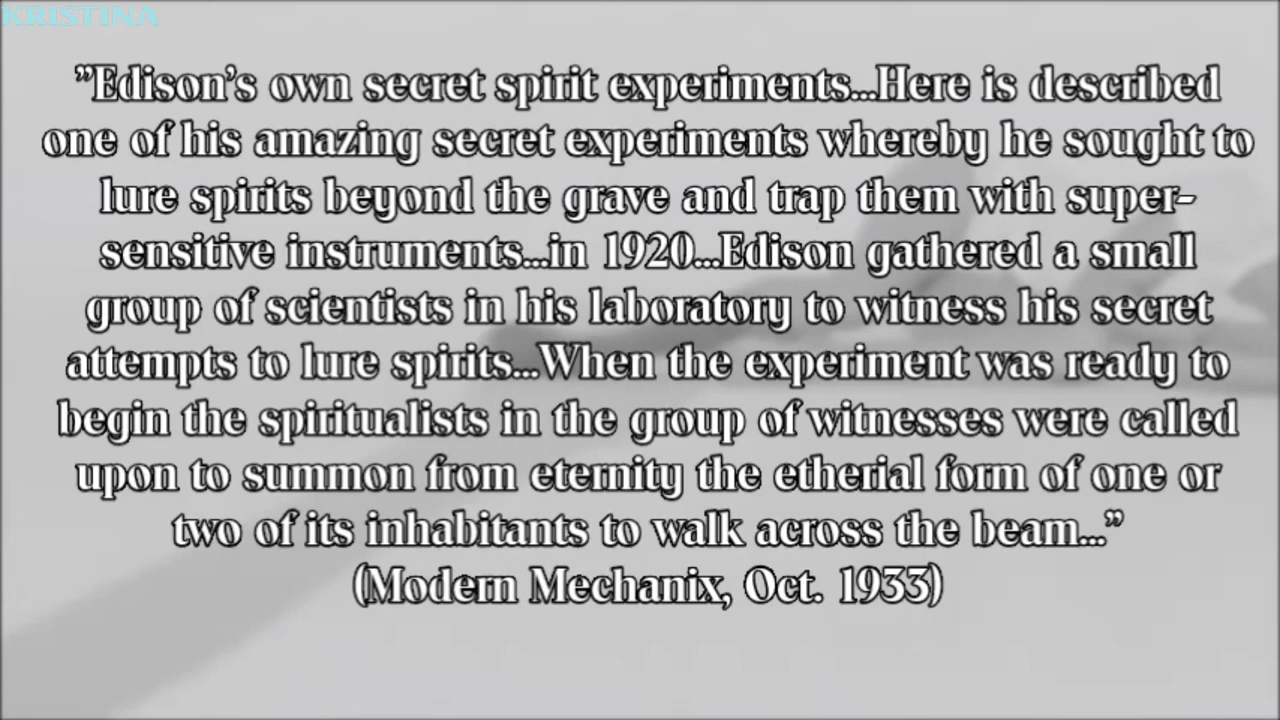 KRISTINA
"Edison's own secret spirit experiments...Here is described
one of his amazing secret experiments whereby he sought to
lure spirits beyond the grave and trap them with super-
sensitive instruments...in 1920...Edison gathered a small
group of scientists in his laboratory to witness his secret
attempts to lure spirits...When the experiment was ready to
begin the spiritualists in the group of witnesses were called
upon to summon from eternity the etherial form of one or
two of its inhabitants to walk across the beam..."
(Modern Mechanix, Oct. 1933)